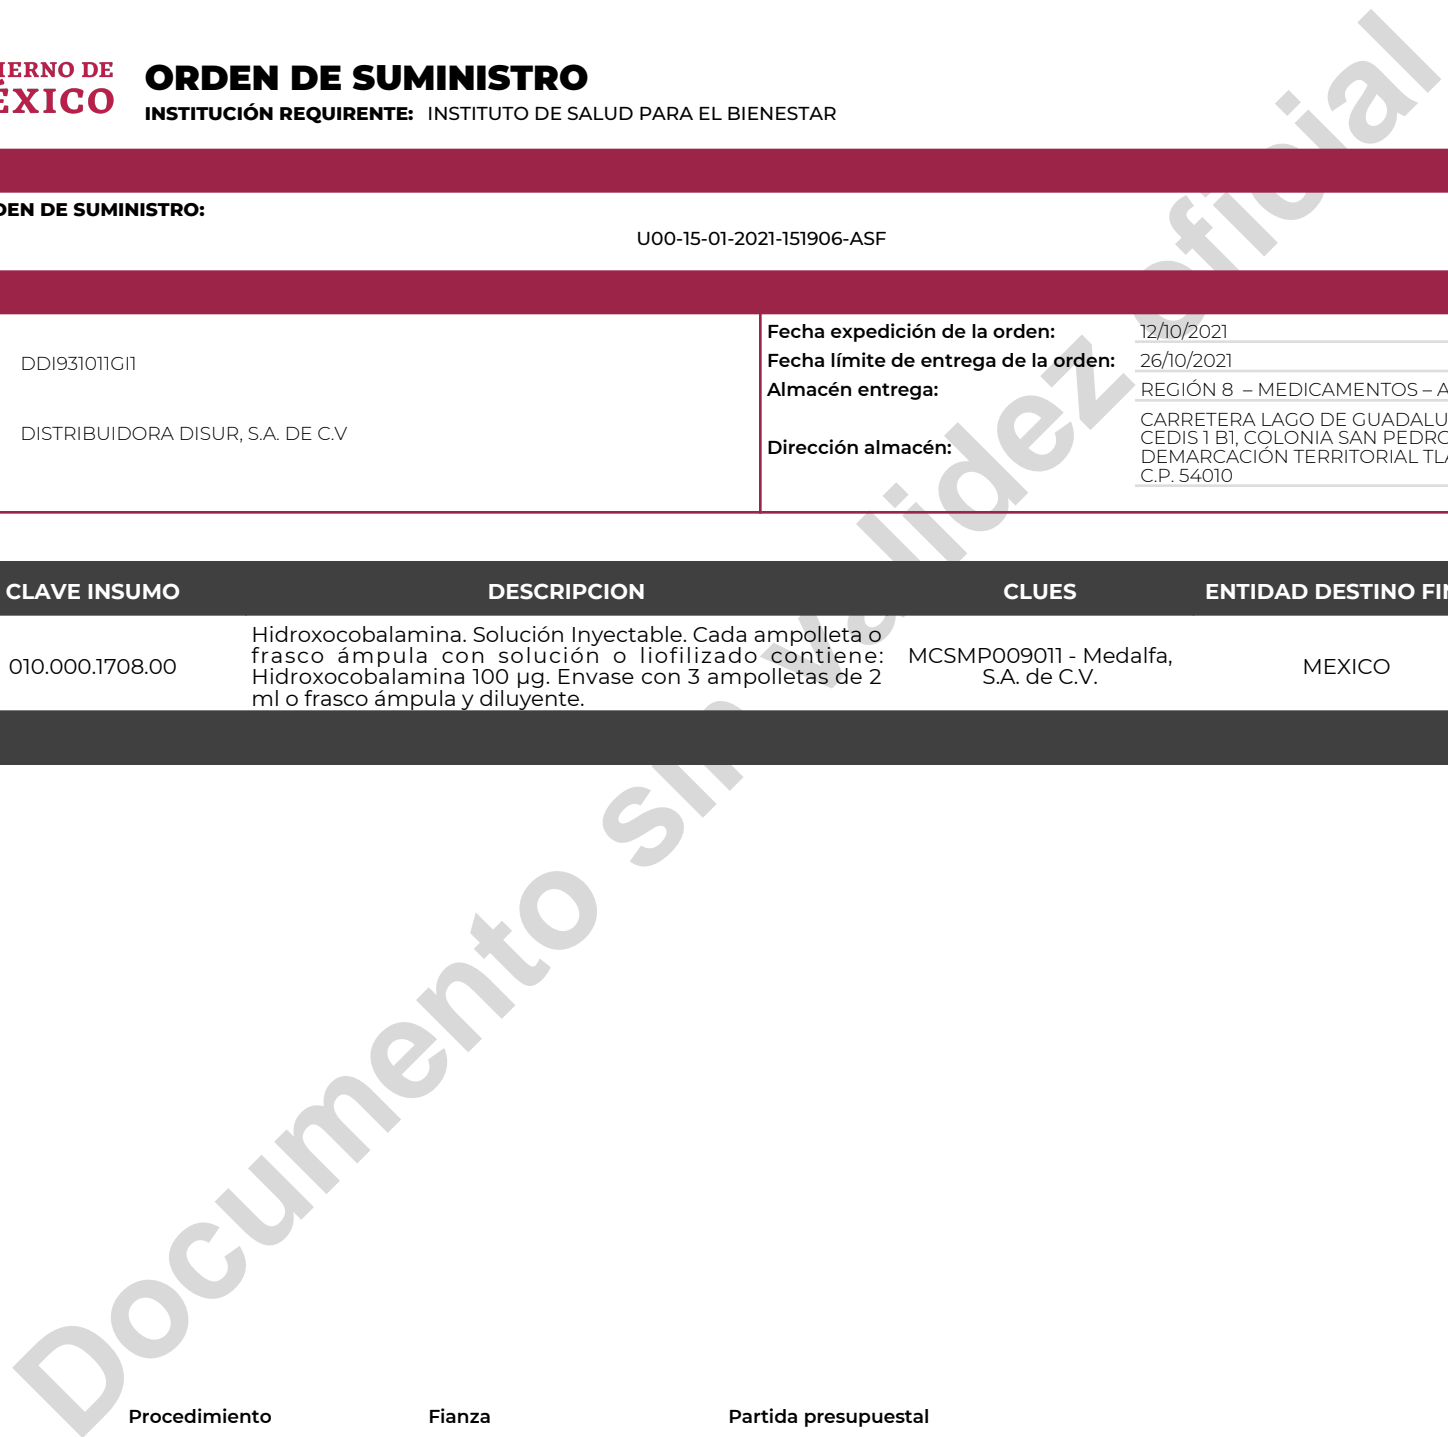 IERNO DE
ÉXICO
ORDEN DE SUMINISTRO
INSTITUCIÓN REQUIRENTE: INSTITUTO DE SALUD PARA EL BIENESTAR
DEN DE SUMINISTRO:
U00-15-01-2021-151906-ASF
DDI931011GI1
DISTRIBUIDORA DISUR, S.A. DE C.V
Fecha expedición de la orden: 12/10/2021
Fecha límite de entrega de la orden: 26/10/2021
Almacén entrega: REGIÓN 8 – MEDICAMENTOS – A
Dirección almacén:
CARRETERA LAGO DE GUADALU
CEDIS 1 B1, COLONIA SAN PEDRO
DEMARCACIÓN TERRITORIAL TLA
C.P. 54010
CLAVE INSUMO DESCRIPCION CLUES ENTIDAD DESTINO FIN
010.000.1708.00
Hidroxocobalamina. Solución Inyectable. Cada ampolleta o
frasco ámpula con solución o liofilizado contiene:
Hidroxocobalamina 100 µg. Envase con 3 ampolletas de 2
ml o frasco ámpula y diluyente.
MCSMP009011 - Medalfa,
S.A. de C.V.
MEXICO
Documento sin validez oficial
Procedimiento Fianza Partida presupuestal